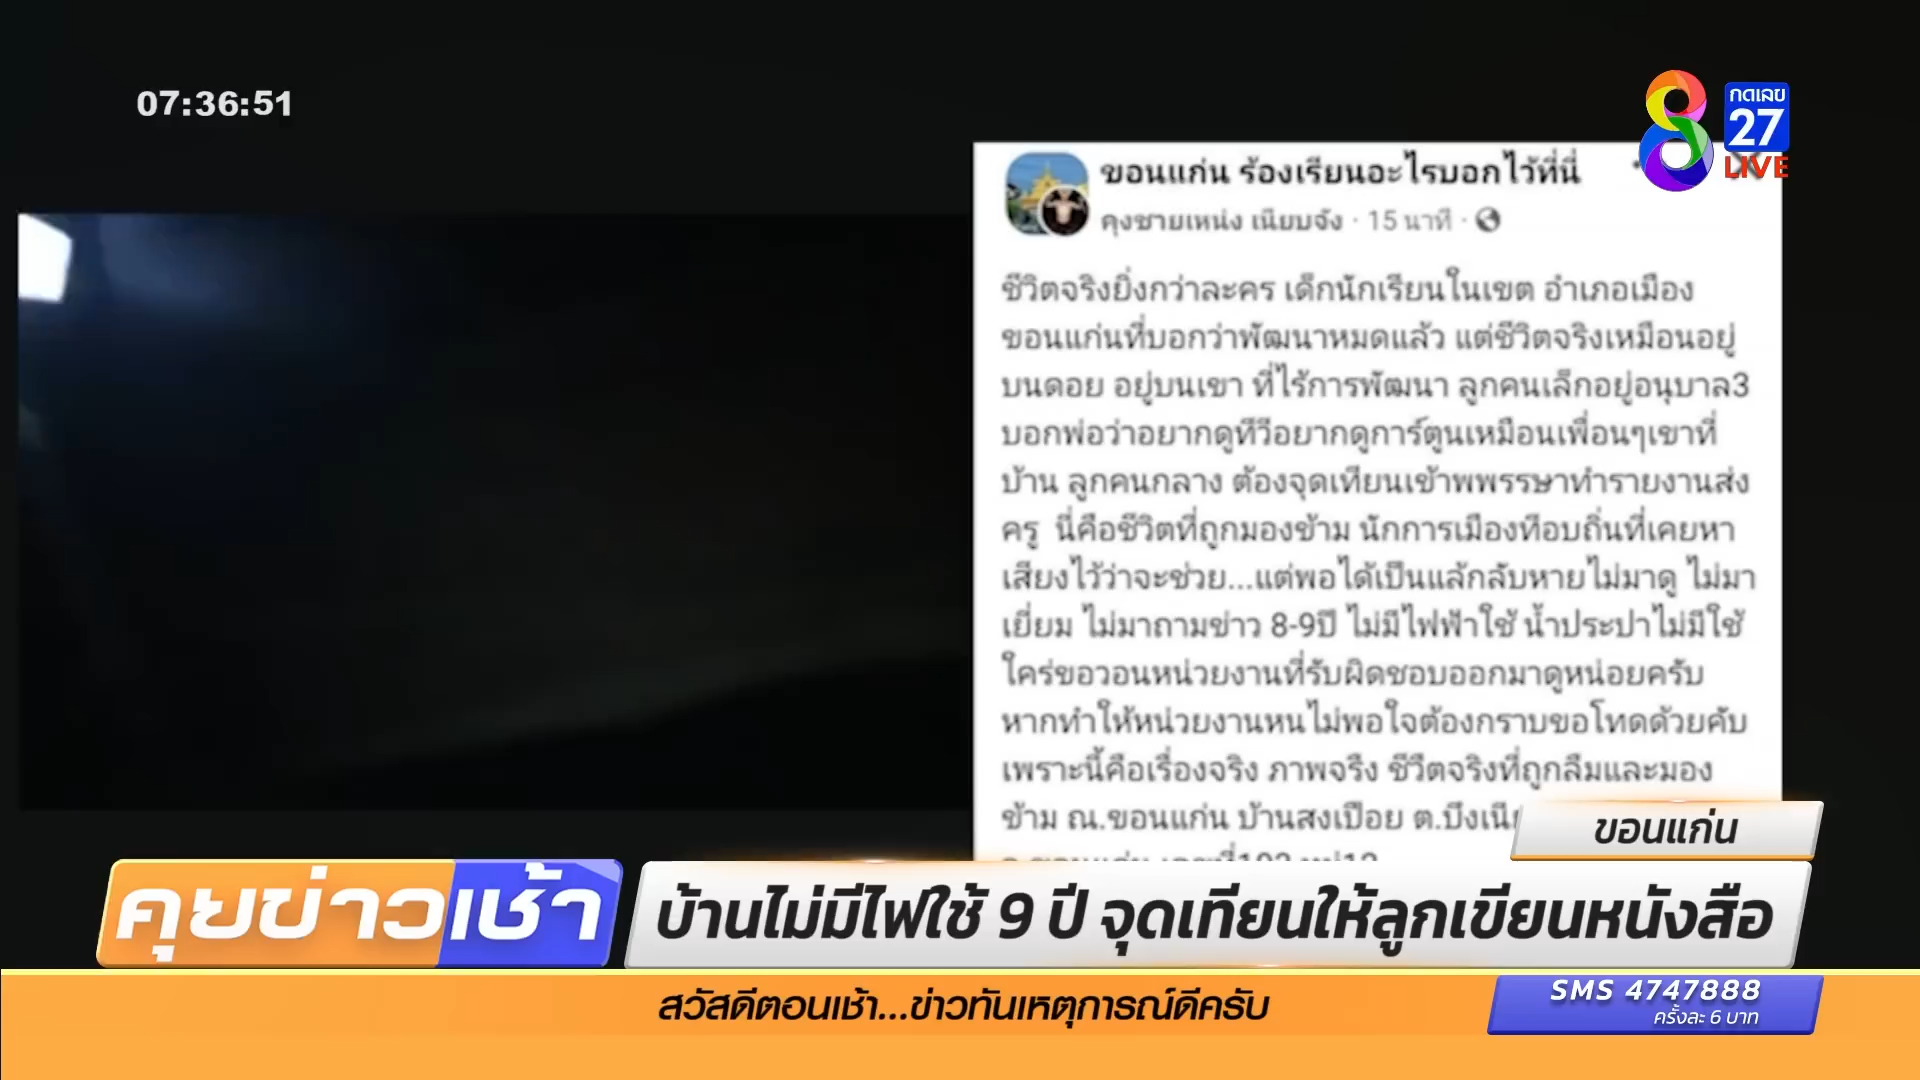 07:36:51
กดเลข
27
LIVE
ขอนแก่น ร้องเรียนอะไรบอกไว้ที่นี่
คุงชายเหน่ง เนียบจัง · 15 นาที ·
ชีวิตจริงยิ่งกว่าละคร เด็กนักเรียนในเขต อำเภอเมือง
ขอนแก่นที่บอกว่าพัฒนาหมดแล้ว แต่ชีวิตจริงเหมือนอยู่
บนดอย อยู่บนเขา ที่ไร้การพัฒนา ลูกคนเล็กอยู่อนุบาล3
บอกพ่อว่าอยากดูทีวีอยากดูการ์ตูนเหมือนเพื่อนๆเขาที่
บ้าน ลูกคนกลาง ต้องจุดเทียนเข้าพพรรษาทำรายงานส่ง
ครู นี่คือชีวิตที่ถูกมองข้าม นักการเมืองทือบถิ่นที่เคยหา
เสียงไว้ว่าจะช่วย...แต่พอได้เป็นแล้กลับหายไม่มาดู ไม่มา
เยี่ยม ไม่มาถามข่าว 8-9ปี ไม่มีไฟฟ้าใช้ น้ำประปาไม่มีใช้
ใคร่ขอวอนหน่วยงานที่รับผิดชอบออกมาดูหน่อยครับ
หากทำให้หน่วยงานหนไม่พอใจต้องกราบขอโทดด้วยคับ
เพราะนี้คือเรื่องจริง ภาพจริง ชีวิตจริงที่ถูกลืมและมอง
ข้าม ณ.ขอนแก่น บ้านสงเปือย ต.บึงเนี
ขอนแก่น
คุยข่าวเช้า
บ้านไม่มีไฟใช้ 9 ปี จุดเทียนให้ลูกเขียนหนังสือ
สวัสดีตอนเช้า...ข่าวทันเหตุการณ์ดีครับ
SMS 4747888
ครั้งละ 6 บาท